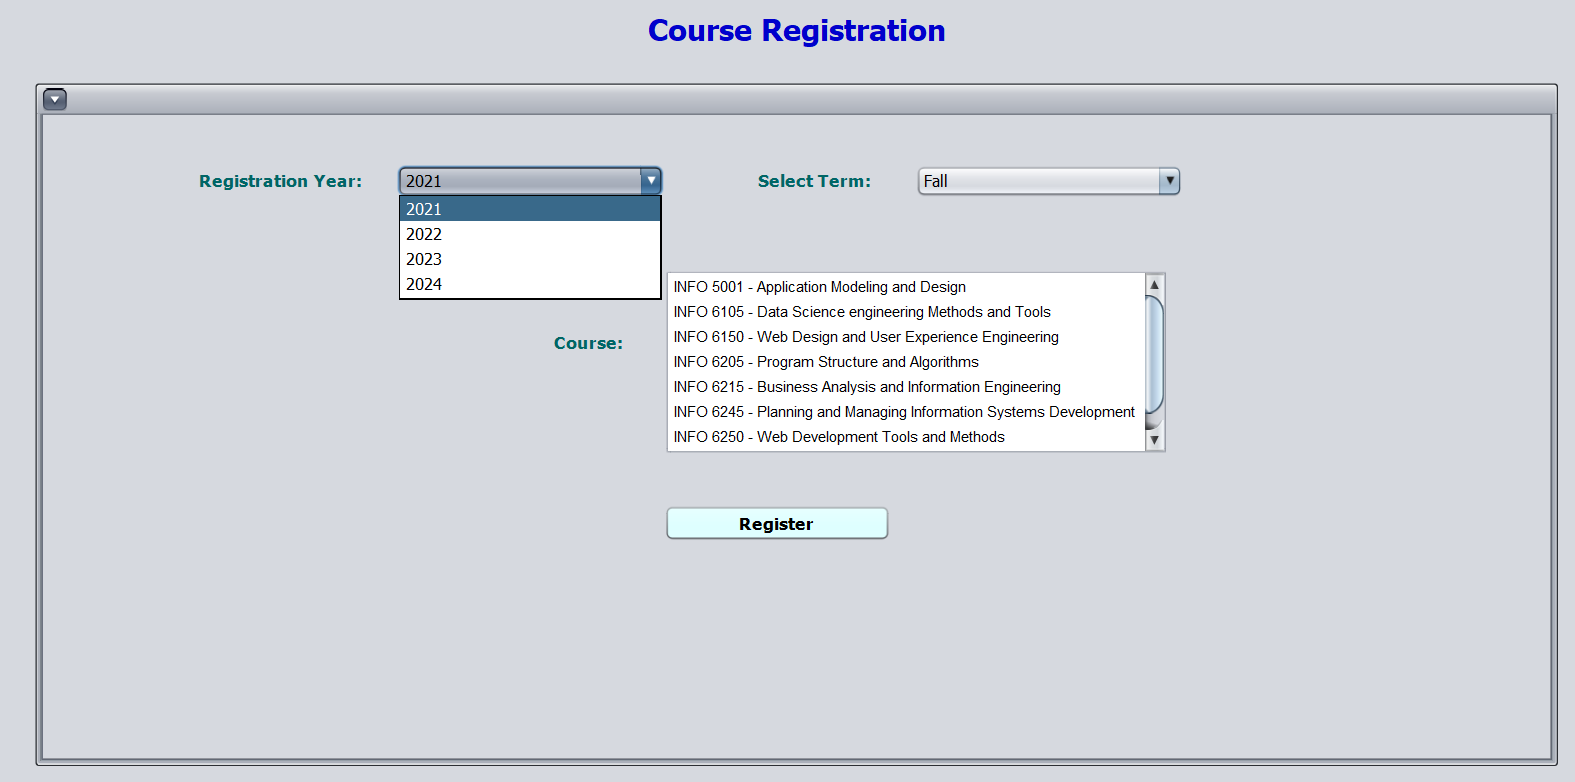 Course Registration
Registration Year:
2021
Select Term:
Fall
2021
2022
2023
2024
Course:
INFO 5001 - Application Modeling and Design
INFO 6105 - Data Science engineering Methods and Tools
INFO 6150 - Web Design and User Experience Engineering
INFO 6205 - Program Structure and Algorithms
INFO 6215 - Business Analysis and Information Engineering
INFO 6245 - Planning and Managing Information Systems Development
INFO 6250 - Web Development Tools and Methods
Register